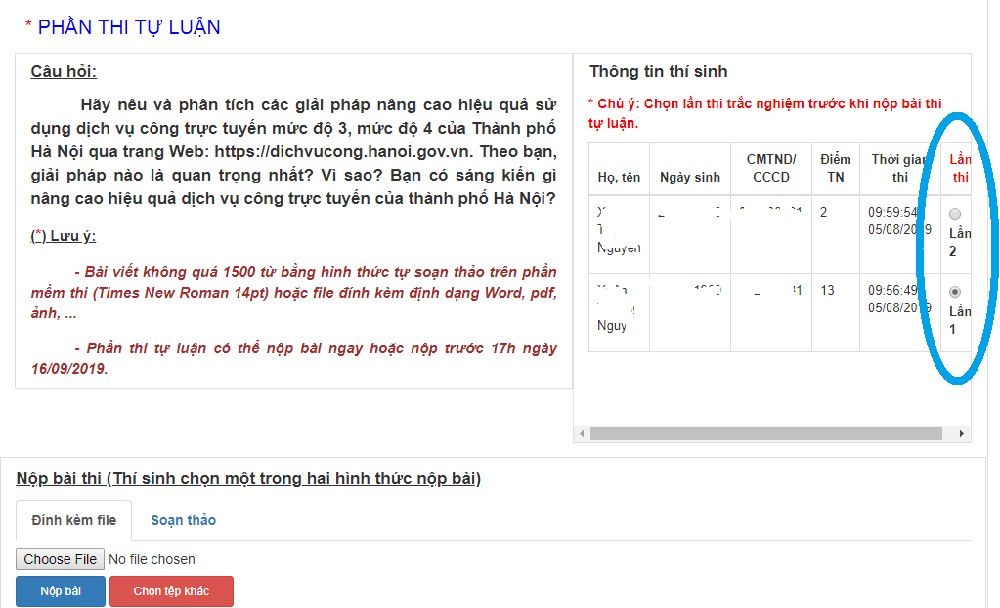 * PHẦN THI TỰ LUẬN
Câu hỏi:
Hãy nêu và phân tích các giải pháp nâng cao hiệu quả sử
dụng dịch vụ công trực tuyến mức độ 3, mức độ 4 của Thành phố
Hà Nội qua trang Web: https://dichvucong.hanoi.gov.vn. Theo bạn,
giải pháp nào là quan trọng nhất? Vì sao? Bạn có sáng kiến gì
nâng cao hiệu quả dịch vụ công trực tuyến của thành phố Hà Nội?
(*) Lưu ý:
- Bài viết không quá 1500 từ bằng hình thức tự soạn thảo trên phần
mềm thi (Times New Roman 14pt) hoặc file đính kèm định dạng Word, pdf,
ảnh, ...
- Phần thi tự luận có thể nộp bài ngay hoặc nộp trước 17h ngày
16/09/2019.
Thông tin thí sinh
* Chú ý: Chọn lần thi trắc nghiệm trước khi nộp bài thi
tự luận.
Họ, tên
Ngày sinh
CMTND/
CCCD
Điểm
TN
Thời gian
thi
Lần
thi
Nguyen
2
09:59:54
05/08/2019
Lần
2
13
09:56:49
05/08/2019
Lần
1
Nộp bài thi (Thí sinh chọn một trong hai hình thức nộp bài)
Đính kèm file
Soạn thảo
Choose File No file chosen
Nộp bài
Chọn tệp khác